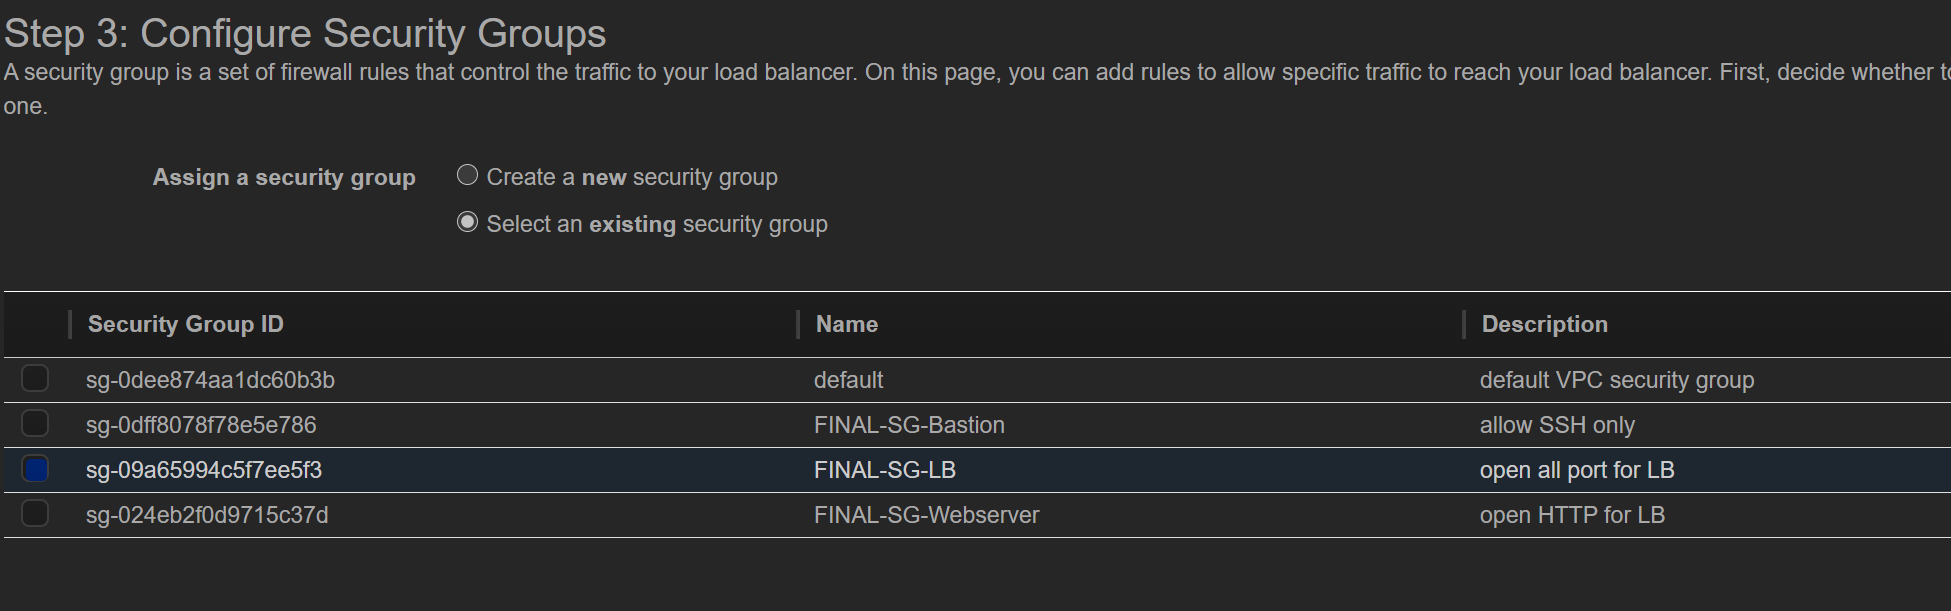 Step 3: Configure Security Groups
A security group is a set of firewall rules that control the traffic to your load balancer. On this page, you can add rules to allow specific traffic to reach your load balancer. First, decide whether
one.
Assign a security group
Create a new security group
Select an existing security group
Security Group ID Name Description
sg-0dee874aa1dc60b3b default default VPC security group
sg-0dff8078f78e5e786 FINAL-SG-Bastion allow SSH only
sg-09a65994c5f7ee5f3 FINAL-SG-LB open all port for LB
sg-024eb2f0d9715c37d FINAL-SG-Webserver open HTTP for LB